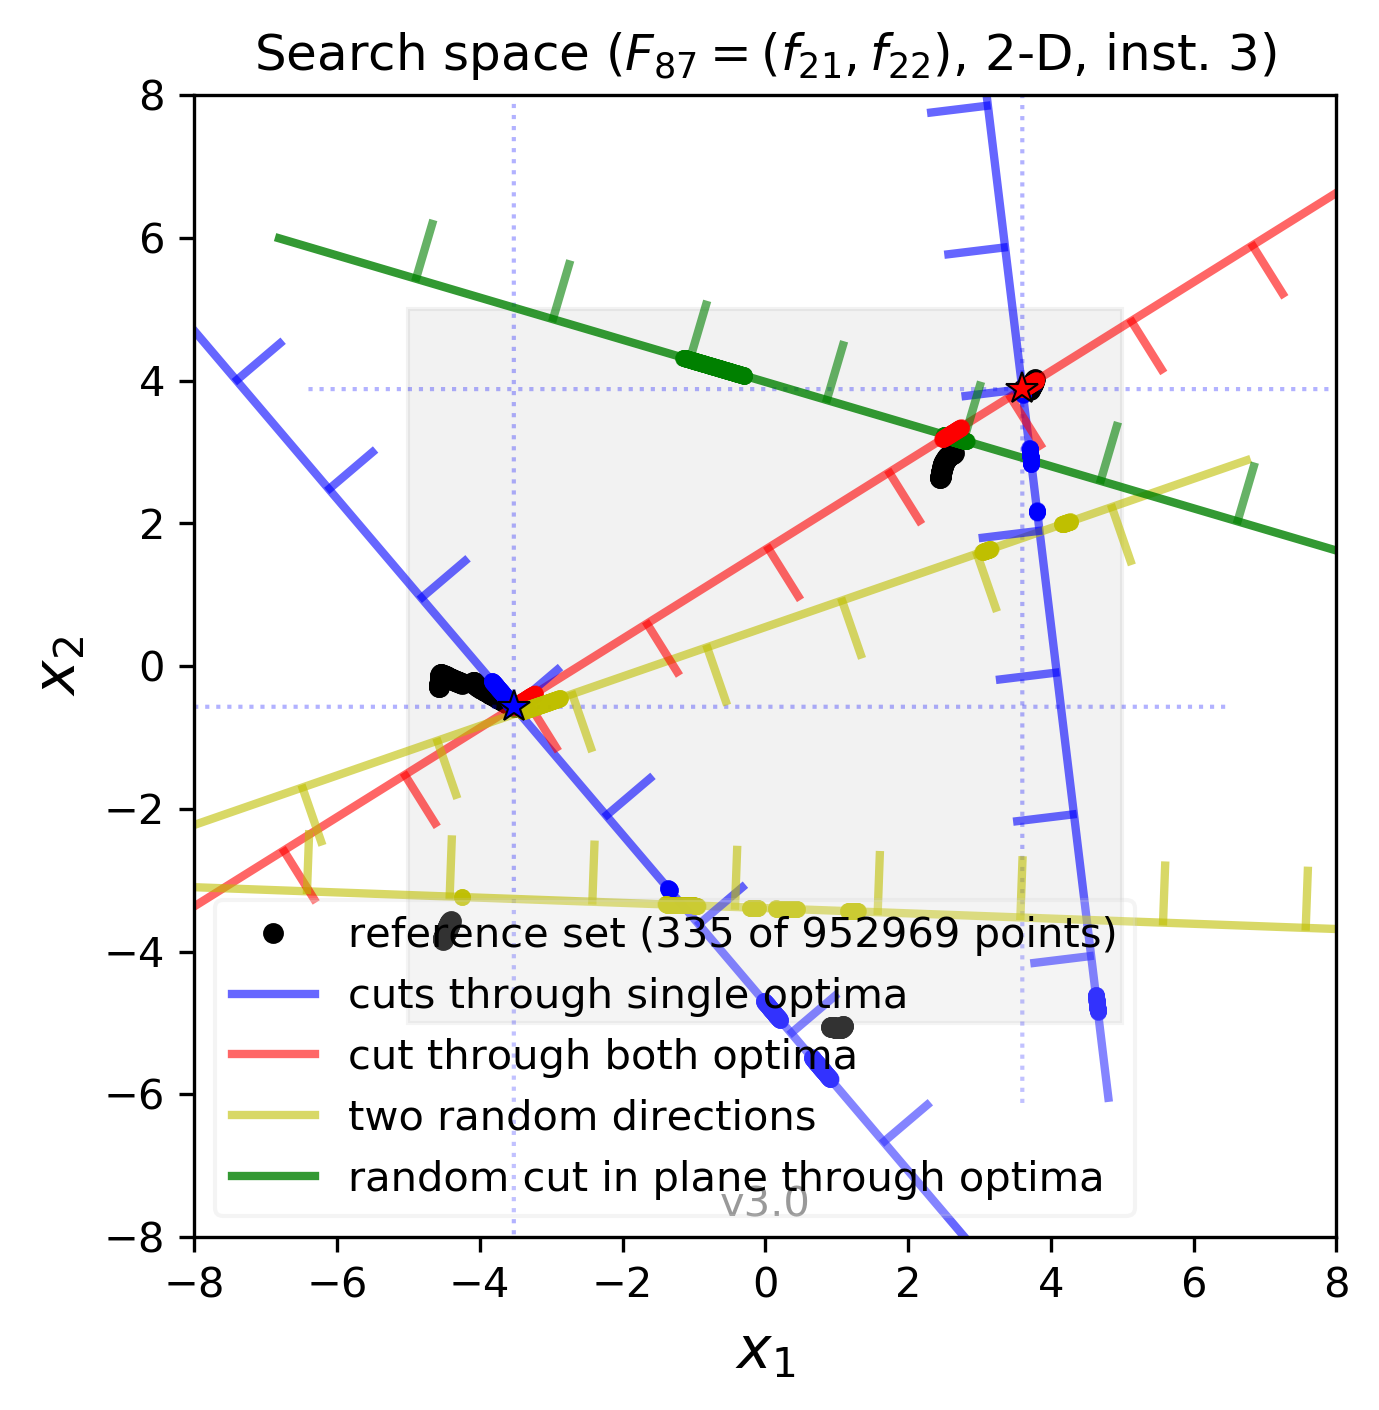 Search space (F₈₇ = (f₂₁, f₂₂), 2-D, inst. 3)
8
6
4
2
0
−2
−4
−6
−8
x₂
reference set (335 of 952969 points)
cuts through single optima
cut through both optima
two random directions
random cut in plane through optima
v3.0
−8 −6 −4 −2 0 2 4 6 8
x₁